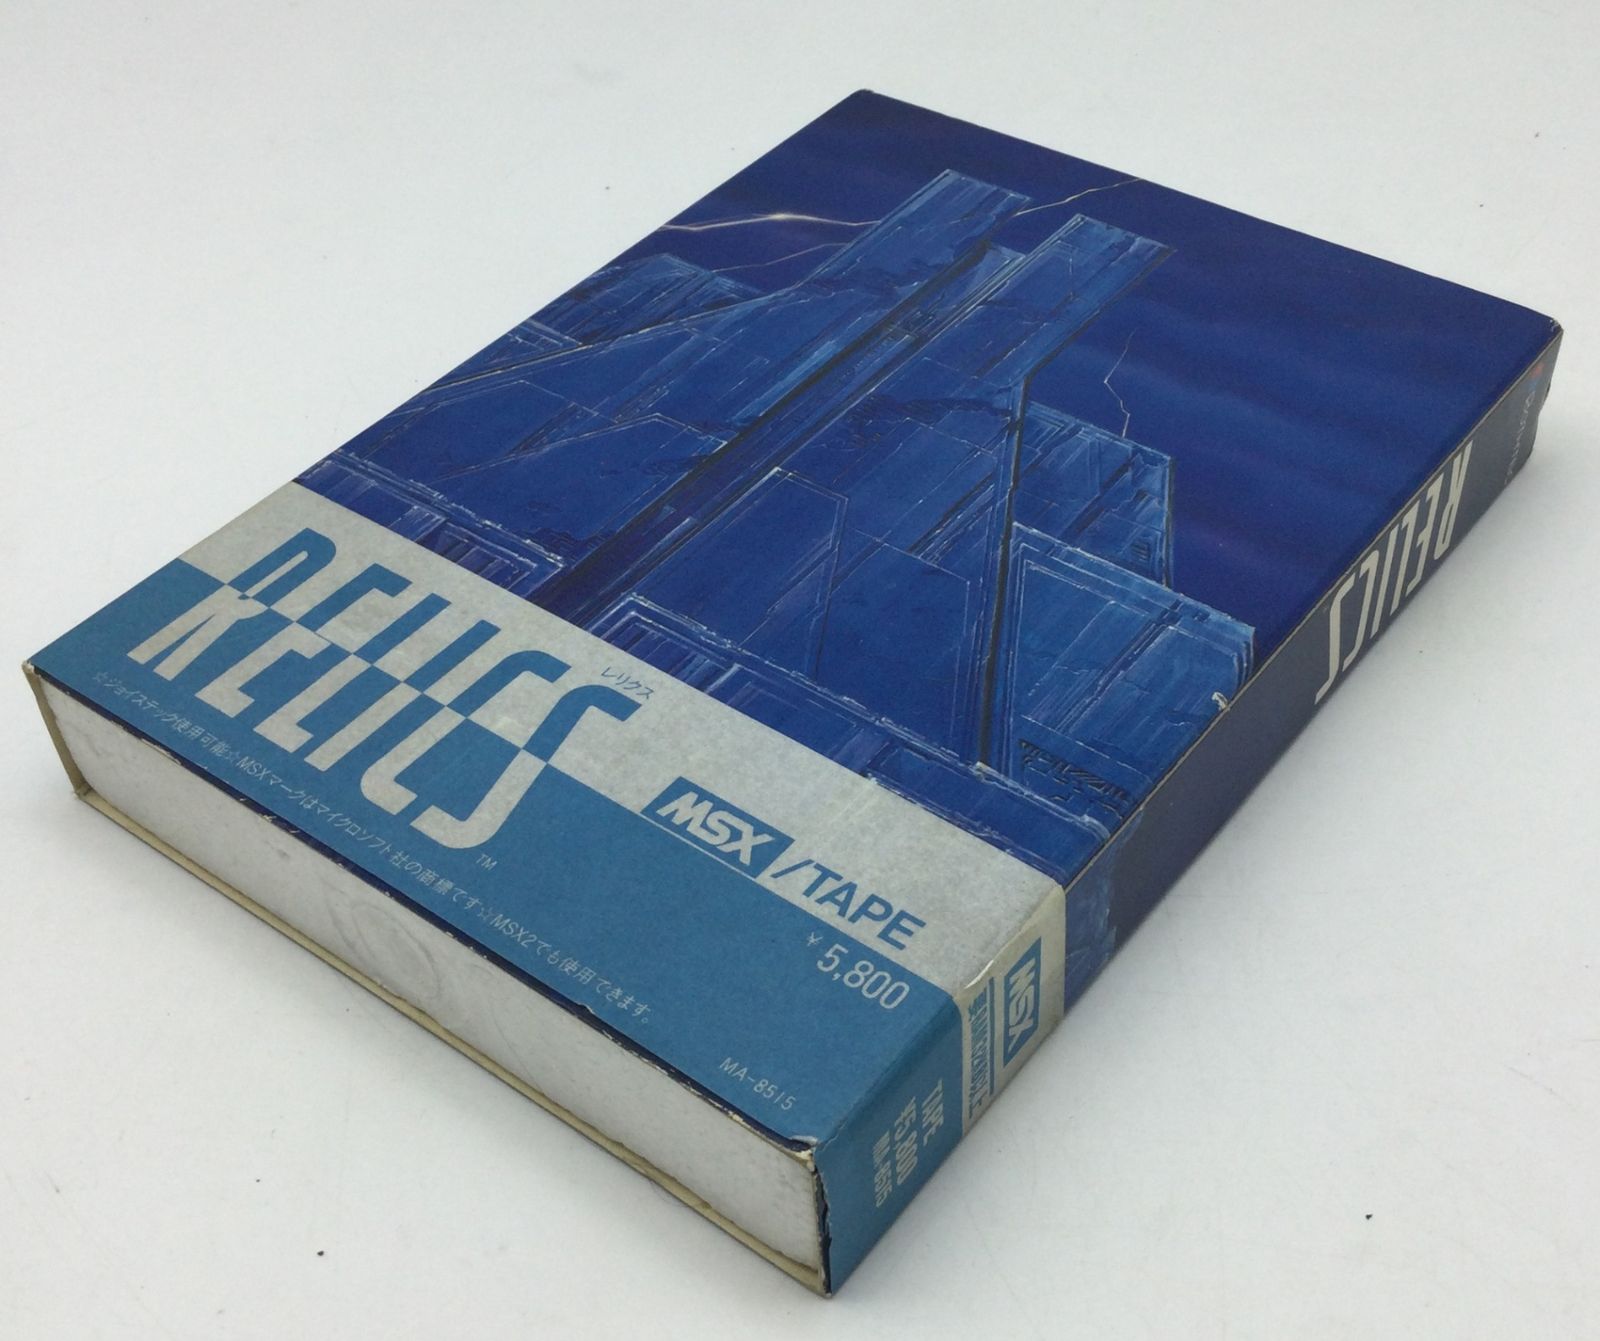 RELICS
レリクス
TM
MSX/TAPE
¥5,800
☆ジョイステック使用可能☆MSXマークはマイクロソフト社の商標です☆MSX2でも使用できます。
MA-8515
RELICS
MSX
TAPE
¥5,800
MA-8515